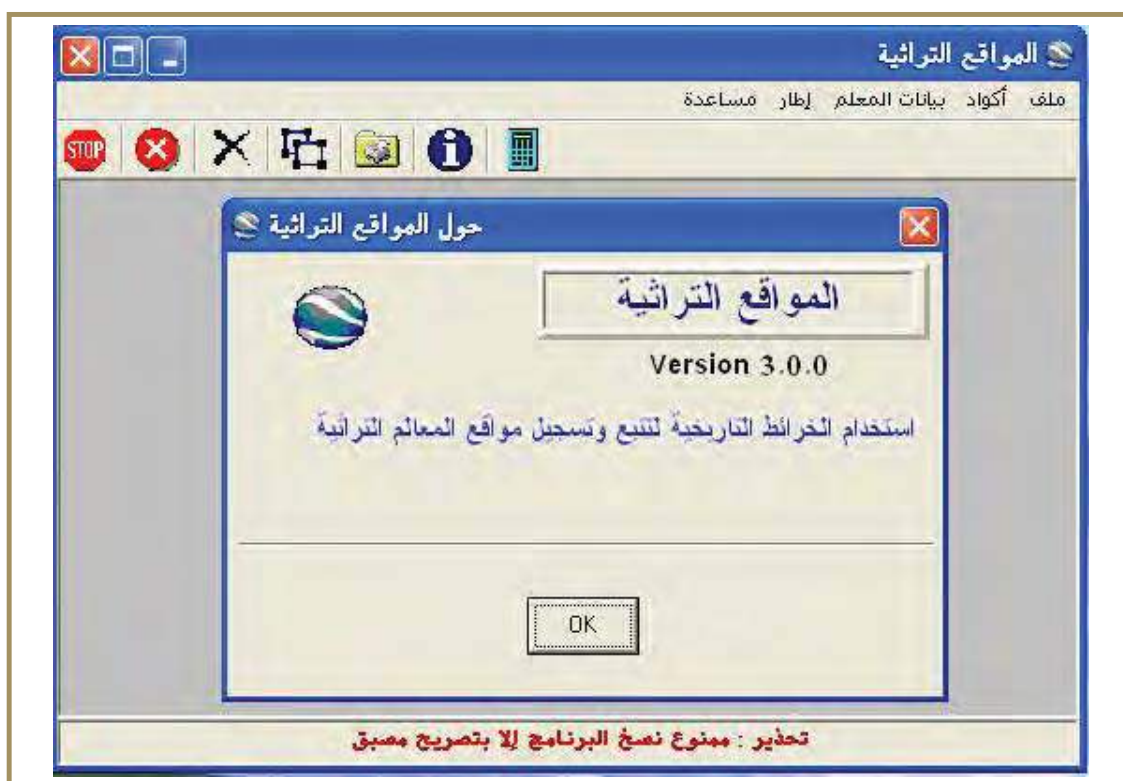 المواقع التراثية
ملف أكواد بيانات المعلم إطار مساعدة
STOP
حول المواقع التراثية
المواقع التراثية
Version 3.0.0
استخدام الخرائط التاريخية لتتبع وتسجيل مواقع المعالم التراثية
OK
تحذير : ممنوع نسخ البرنامج إلا بتصريح مسبق